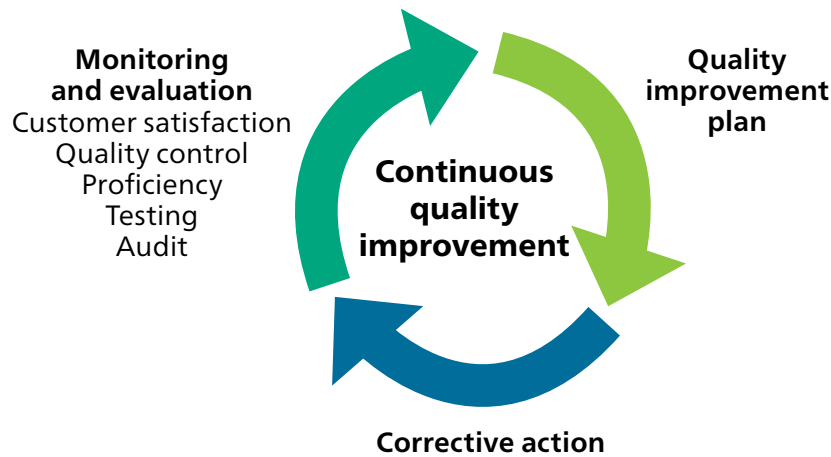 Monitoring
and evaluation
Customer satisfaction
Quality control
Proficiency
Testing
Audit
Quality
improvement
plan
Continuous
quality
improvement
Corrective action